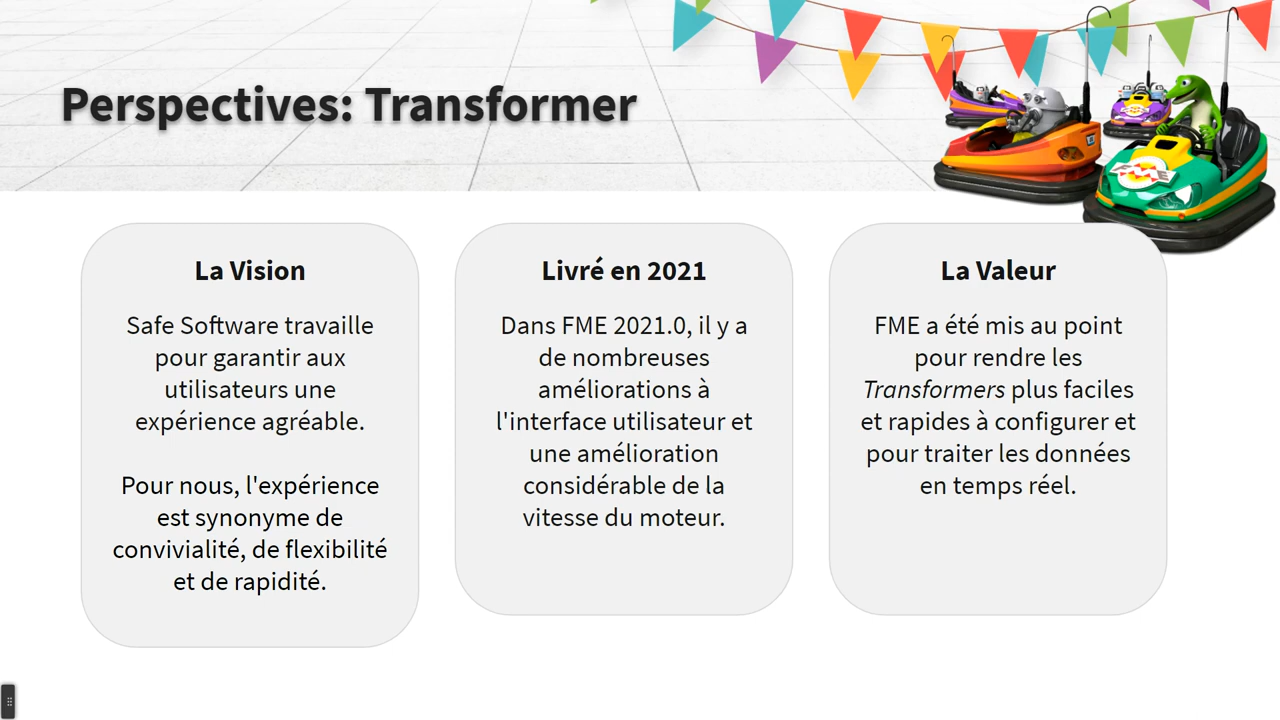 Perspectives: Transformer
La Vision
Safe Software travaille
pour garantir aux
utilisateurs une
expérience agréable.
Pour nous, l'expérience
est synonyme de
convivialité, de flexibilité
et de rapidité.
Livré en 2021
Dans FME 2021.0, il y a
de nombreuses
améliorations à
l'interface utilisateur et
une amélioration
considérable de la
vitesse du moteur.
La Valeur
FME a été mis au point
pour rendre les
Transformers plus faciles
et rapides à configurer et
pour traiter les données
en temps réel.
FME